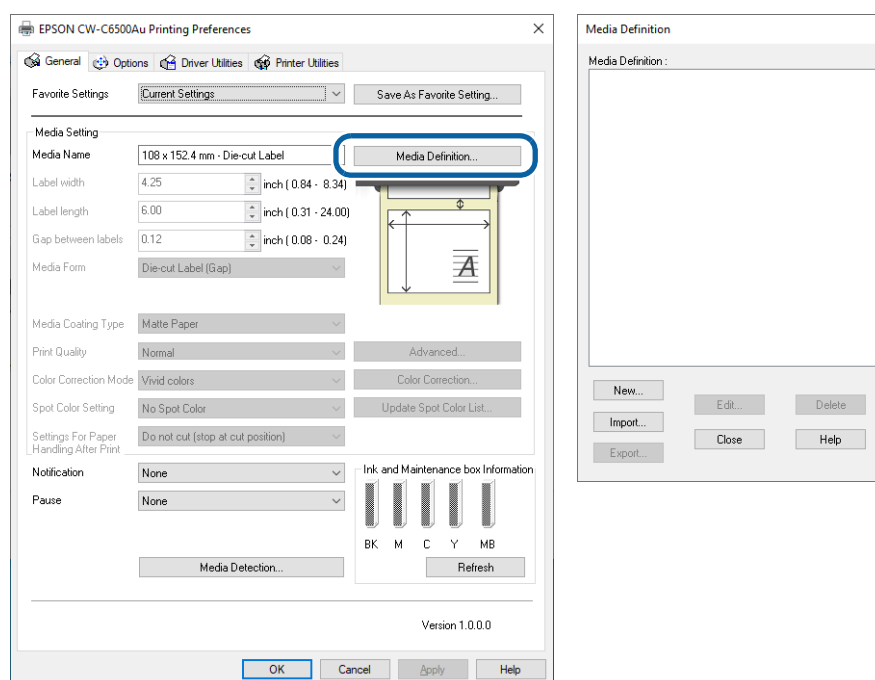 EPSON CW-C6500Au Printing Preferences
General
Options
Driver Utilities
Printer Utilities
Favorite Settings
Current Settings
Save As Favorite Setting...
Media Setting
Media Name
108 x 152.4 mm - Die-cut Label
Media Definition...
Label width
4.25
inch ( 0.84 - 8.34)
Label length
6.00
inch ( 0.31 - 24.00)
Gap between labels
0.12
inch ( 0.08 - 0.24)
Media Form
Die-cut Label (Gap)
A
Media Coating Type
Matte Paper
Print Quality
Normal
Advanced...
Color Correction Mode
Vivid colors
Color Correction...
Spot Color Setting
No Spot Color
Update Spot Color List...
Settings For Paper
Handling After Print
Do not cut (stop at cut position)
Notification
None
Pause
None
Ink and Maintenance box Information
BK M C Y MB
Media Detection...
Refresh
Version 1.0.0.0
OK
Cancel
Apply
Help
Media Definition
Media Definition :
New...
Edit...
Delete
Import...
Close
Help
Export...